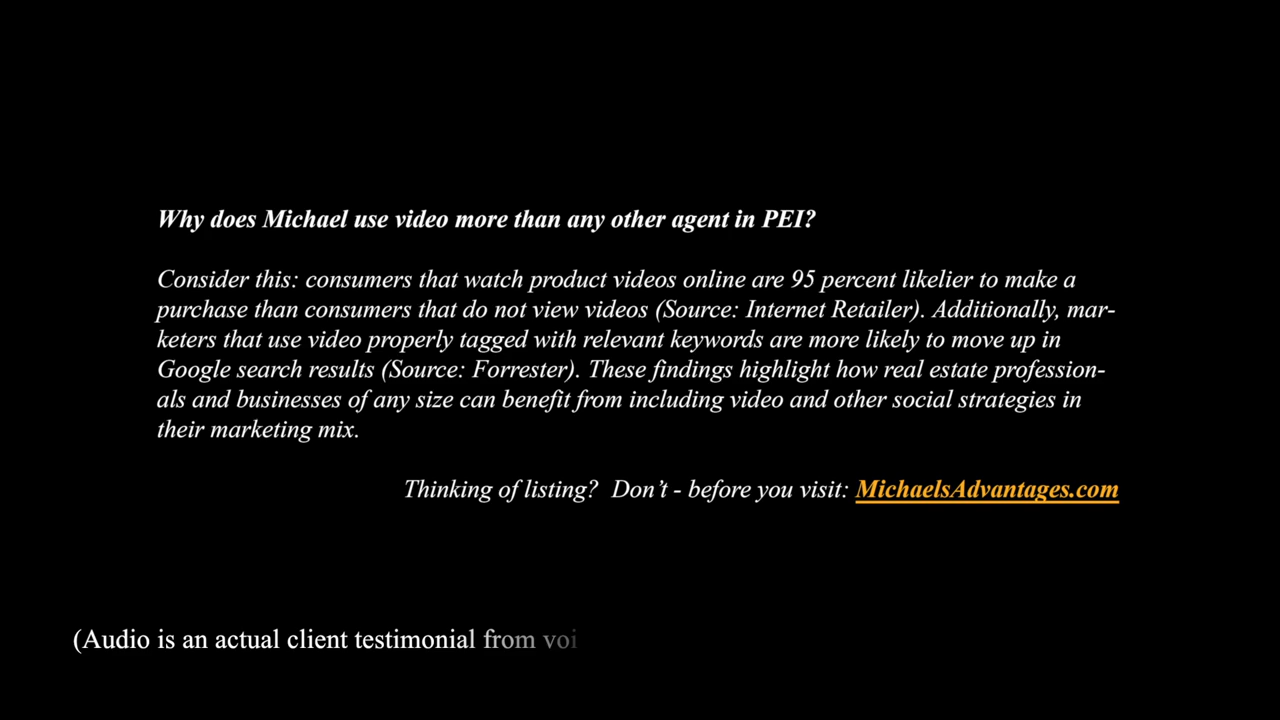 Why does Michael use video more than any other agent in PEI?
Consider this: consumers that watch product videos online are 95 percent likelier to make a
purchase than consumers that do not view videos (Source: Internet Retailer). Additionally, mar-
keters that use video properly tagged with relevant keywords are more likely to move up in
Google search results (Source: Forrester). These findings highlight how real estate profession-
als and businesses of any size can benefit from including video and other social strategies in
their marketing mix.
Thinking of listing?  Don’t - before you visit: MichaelsAdvantages.com
(Audio is an actual client testimonial from voi